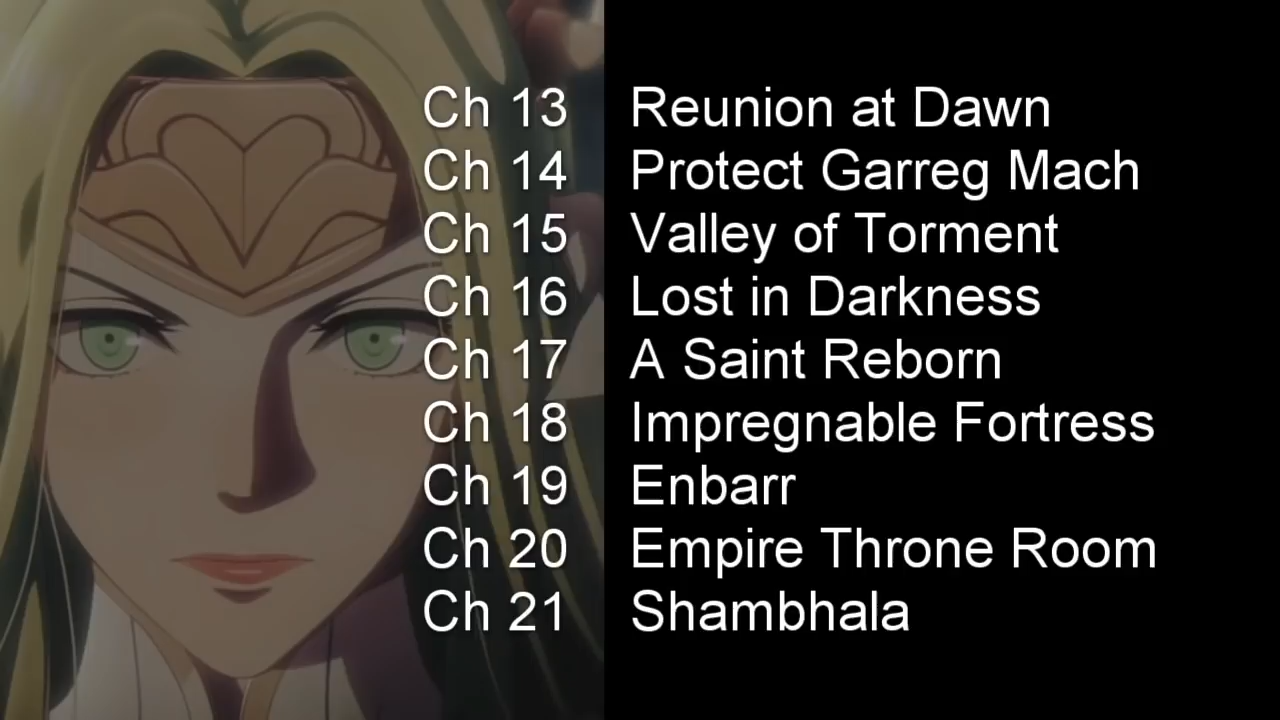 Ch 13 Reunion at Dawn
Ch 14 Protect Garreg Mach
Ch 15 Valley of Torment
Ch 16 Lost in Darkness
Ch 17 A Saint Reborn
Ch 18 Impregnable Fortress
Ch 19 Enbarr
Ch 20 Empire Throne Room
Ch 21 Shambhala